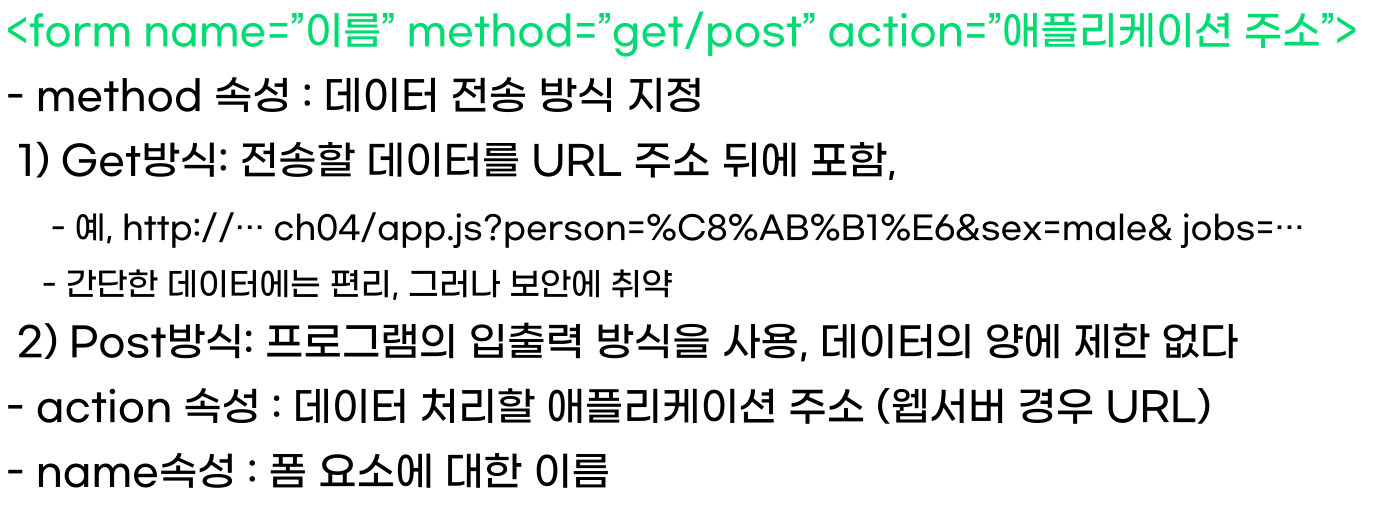 <form name=”이름” method=”get/post” action=”애플리케이션 주소”>
- method 속성 : 데이터 전송 방식 지정
1) Get방식: 전송할 데이터를 URL 주소 뒤에 포함,
- 예, http://… ch04/app.js?person=%C8%AB%B1%E6&sex=male& jobs=…
- 간단한 데이터에는 편리, 그러나 보안에 취약
2) Post방식: 프로그램의 입출력 방식을 사용, 데이터의 양에 제한 없다
- action 속성 : 데이터 처리할 애플리케이션 주소 (웹서버 경우 URL)
- name속성 : 폼 요소에 대한 이름